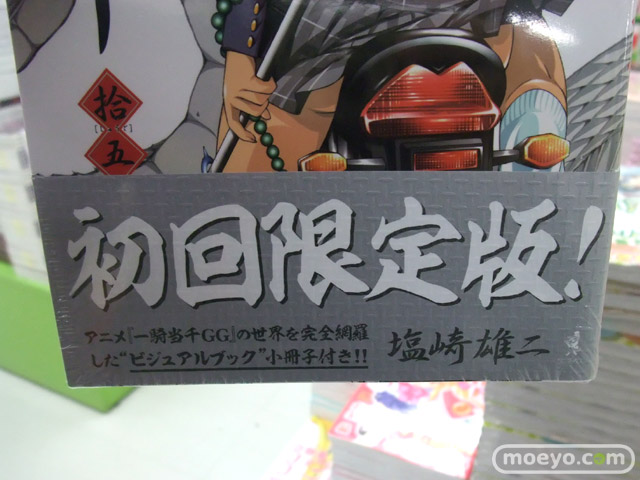 拾
五
初回限定版!
アニメ『一騎当千GG』の世界を完全網羅
した“ビジュアルブック”小冊子付き!!
塩崎雄二
moeyo.com